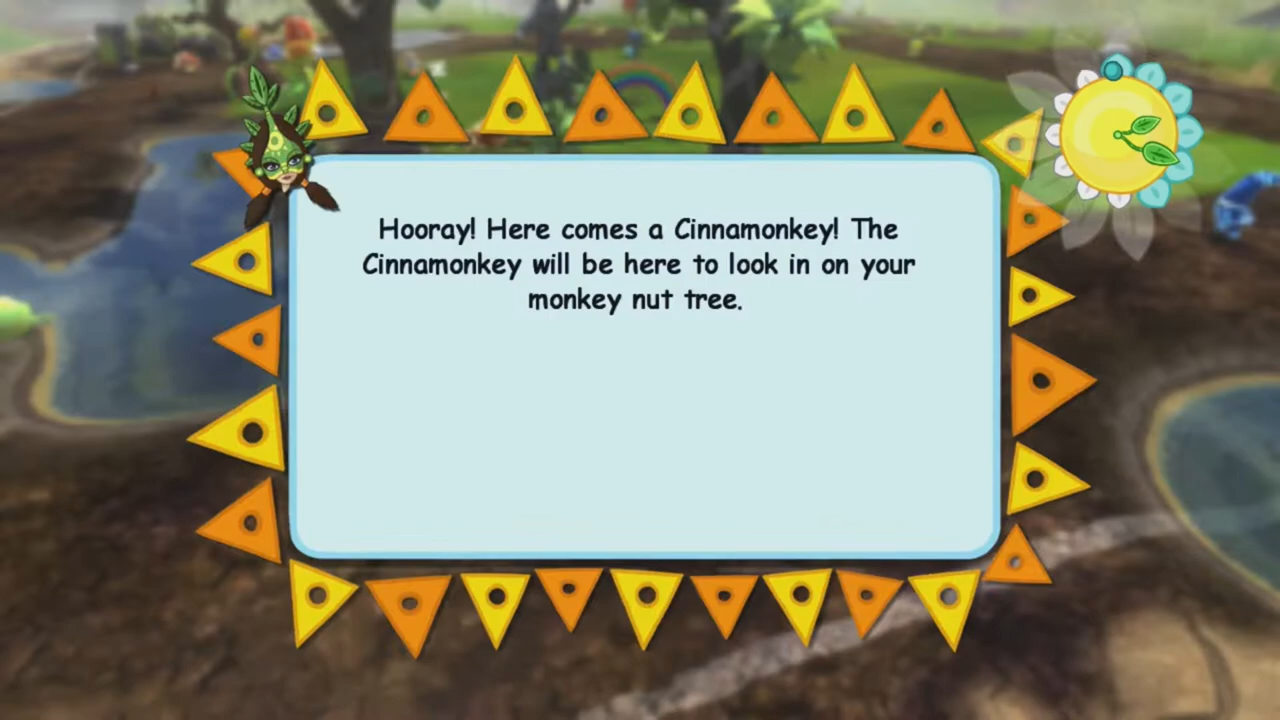 Hooray! Here comes a Cinnamonkey! The
Cinnamonkey will be here to look in on your
monkey nut tree.